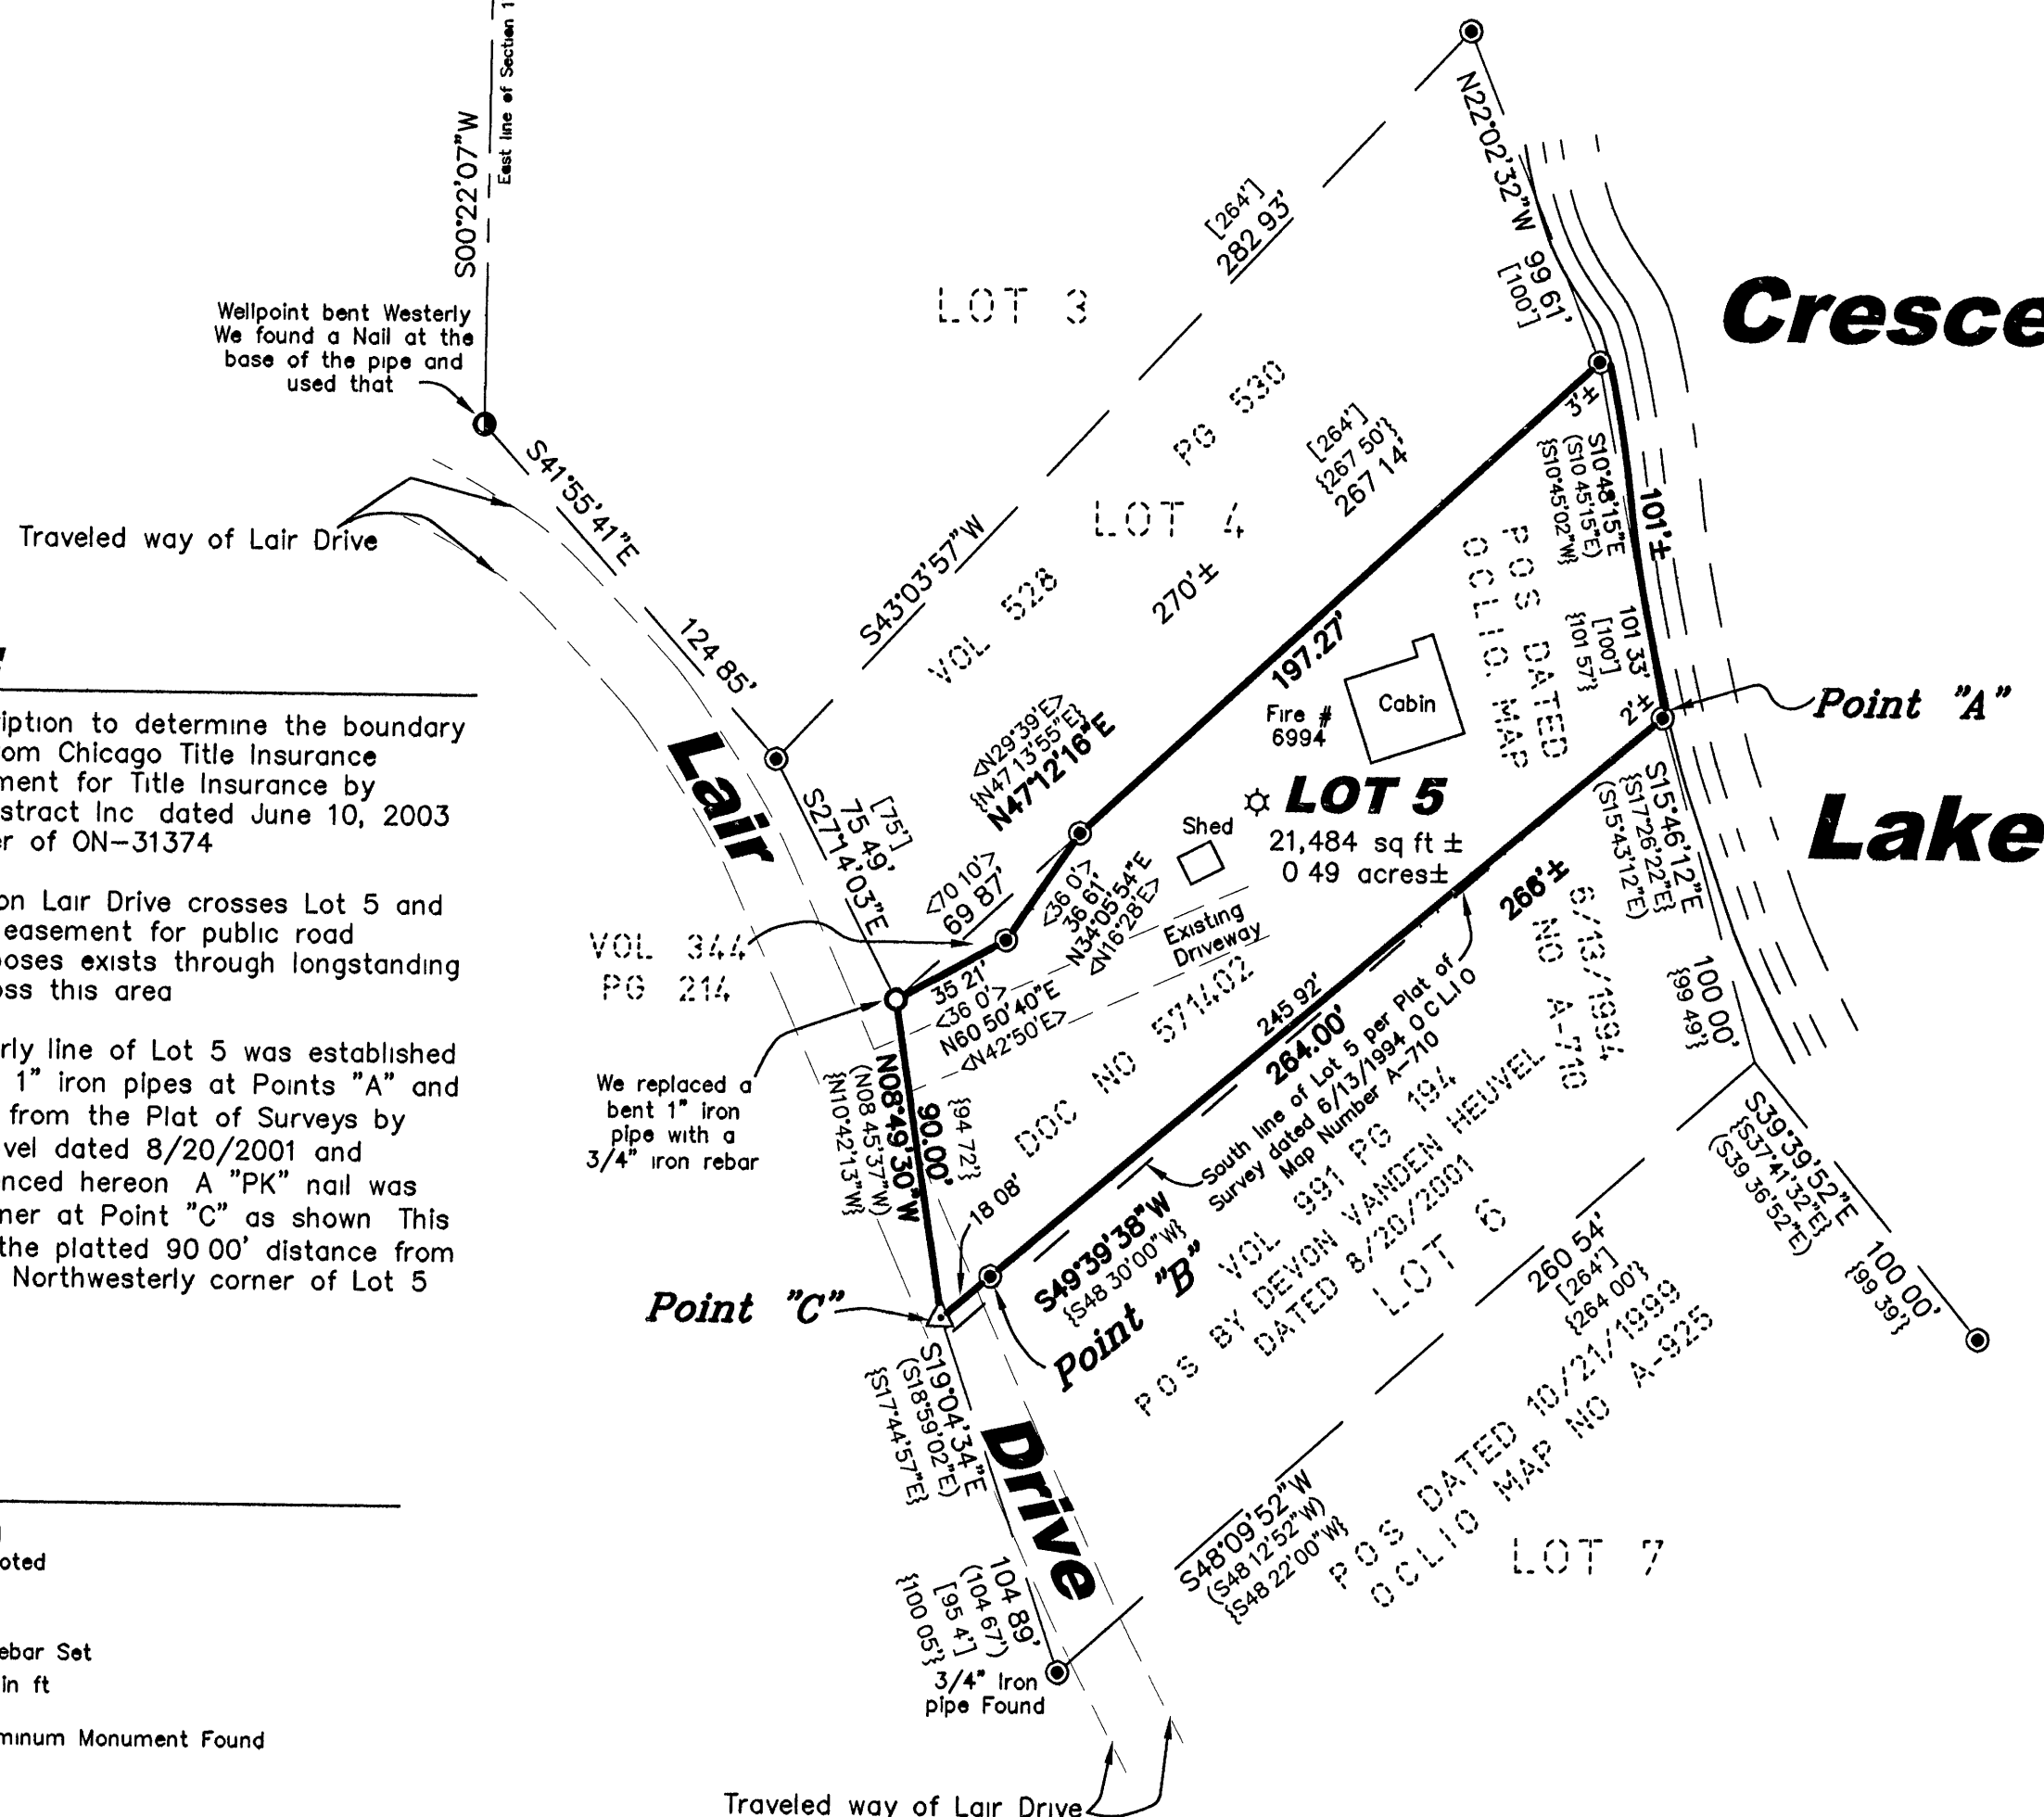 East line of Section 1
S00°22'07"W
Wellpoint bent Westerly
We found a Nail at the
base of the pipe and
used that
S41°55'41"E
124 85'
Traveled way of Lair Drive
N22°02'32"W 99 61'
[100']
[264']
282 93'
S43°03'57"W
LOT 3
Cresce
PG 530
VOL 528
LOT 4
270'±
[264']
{267 50'}
267 14'
3'±
S10°48'15"E
(S10 45'15"E)
{S10°45'02"W}
101'±
101 33'
[100']
{101 57'}
2'±
POS DATED
OCLIO MAP
6/13/1994
NO A-710
Point "A"
Lake
197.27'
<N29°39'E>
{N47 13'55"E}
N47°12'16"E
Cabin
Fire #
6994
LOT 5
21,484 sq ft ±
0 49 acres±
Shed
Existing
Driveway
Lair
[75']
75 49'
S27°14'03"E
<70 10'>
69 87'
<36 0'>
36 61'
N34°05'54"E
<N16°28'E>
VOL 344
PG 214
35 21'
<36 0'>
N60 50'40"E
<N42°50'E>
We replaced a
bent 1" iron
pipe with a
3/4" iron rebar
DOC NO 571402
90.00'
{94 72'}
N08°49'30"W
(N08 45'37"W)
{N10°42'13"W}
18 08'
245 92'
264.00'
266'±
South line of Lot 5 per Plat of
Survey dated 6/13/1994 OCLIO
Map Number A-710
S49°39'38"W
{S48 30'00"W}
S15°46'12"E
{S17°26'22"E}
(S15°43'12"E)
100 00'
{99 49'}
S39°39'52"E
{S37°41'32"E}
(S39 36'52"E)
100 00'
{99 39'}
Point "C"
Point "B"
VOL 991 PG 194
POS BY DEVON VANDEN HEUVEL
DATED 8/20/2001
LOT 6
260 54'
[264']
{264 00'}
POS DATED 10/21/1999
OCLIO MAP NO A-925
S48°09'52"W
(S48 12'52"W)
{S48 22'00"W}
LOT 7
S19°04'34"E
(S18°59'02"E)
{S17°44'57"E}
Drive
104 89'
(104 67')
[95 4']
{100 05'}
3/4" Iron
pipe Found
Traveled way of Lair Drive
iption to determine the boundary
om Chicago Title Insurance
ment for Title Insurance by
stract Inc dated June 10, 2003
er of ON-31374
on Lair Drive crosses Lot 5 and
easement for public road
poses exists through longstanding
oss this area
rly line of Lot 5 was established
1" iron pipes at Points "A" and
from the Plat of Surveys by
vel dated 8/20/2001 and
nced hereon A "PK" nail was
ner at Point "C" as shown This
the platted 90 00' distance from
Northwesterly corner of Lot 5
oted
ebar Set
in ft
minum Monument Found